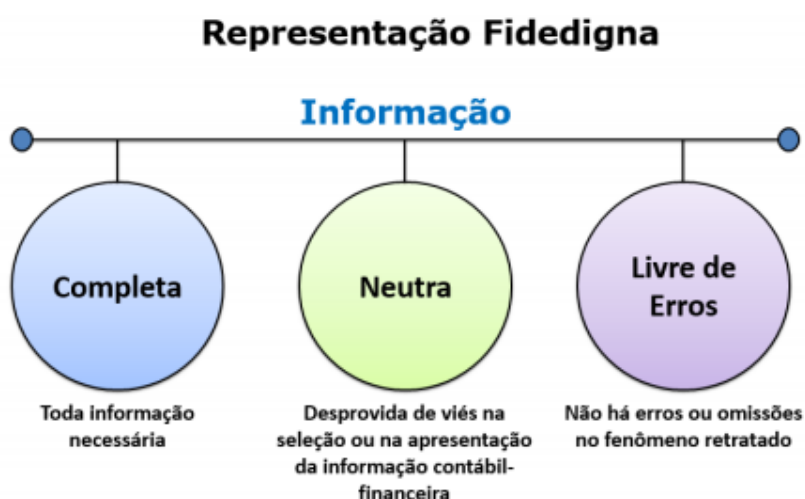 Representação Fidedigna
Informação
Completa
Neutra
Livre de
Erros
Toda informação
necessária
Desprovida de viés na
seleção ou na apresentação
da informação contábil-
financeira
Não há erros ou omissões
no fenômeno retratado